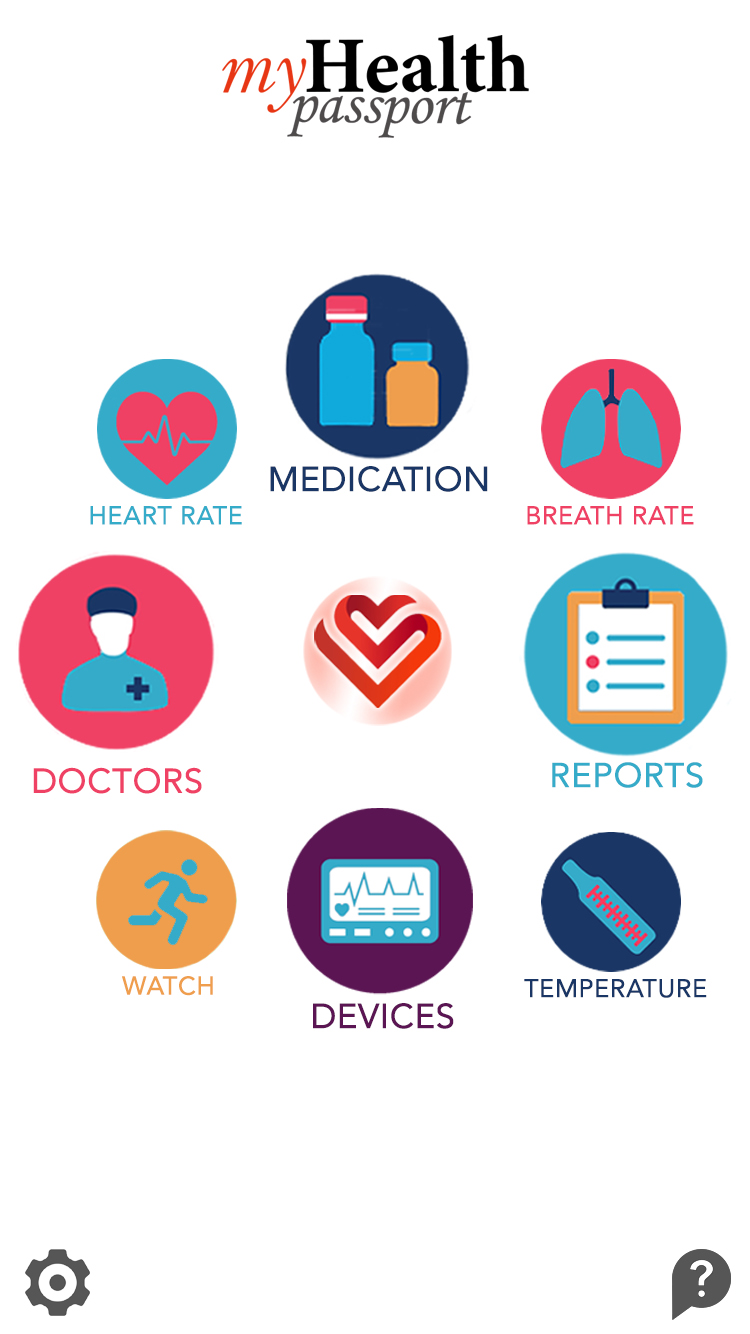 myHealth
passport
MEDICATION
HEART RATE
BREATH RATE
DOCTORS
REPORTS
WATCH
TEMPERATURE
DEVICES
?